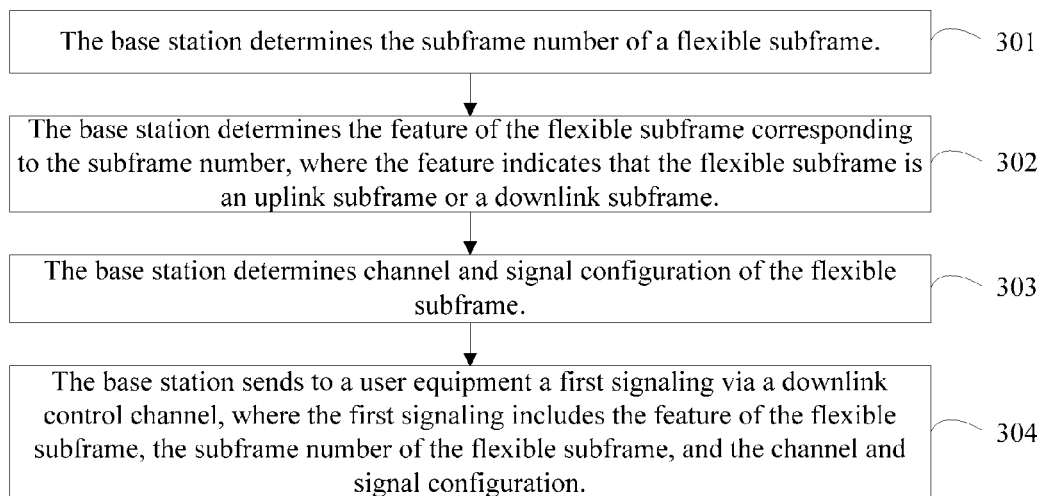 The base station determines the subframe number of a flexible subframe.
301
The base station determines the feature of the flexible subframe corresponding
to the subframe number, where the feature indicates that the flexible subframe is
an uplink subframe or a downlink subframe.
302
The base station determines channel and signal configuration of the flexible
subframe.
303
The base station sends to a user equipment a first signaling via a downlink
control channel, where the first signaling includes the feature of the flexible
subframe, the subframe number of the flexible subframe, and the channel and
signal configuration.
304